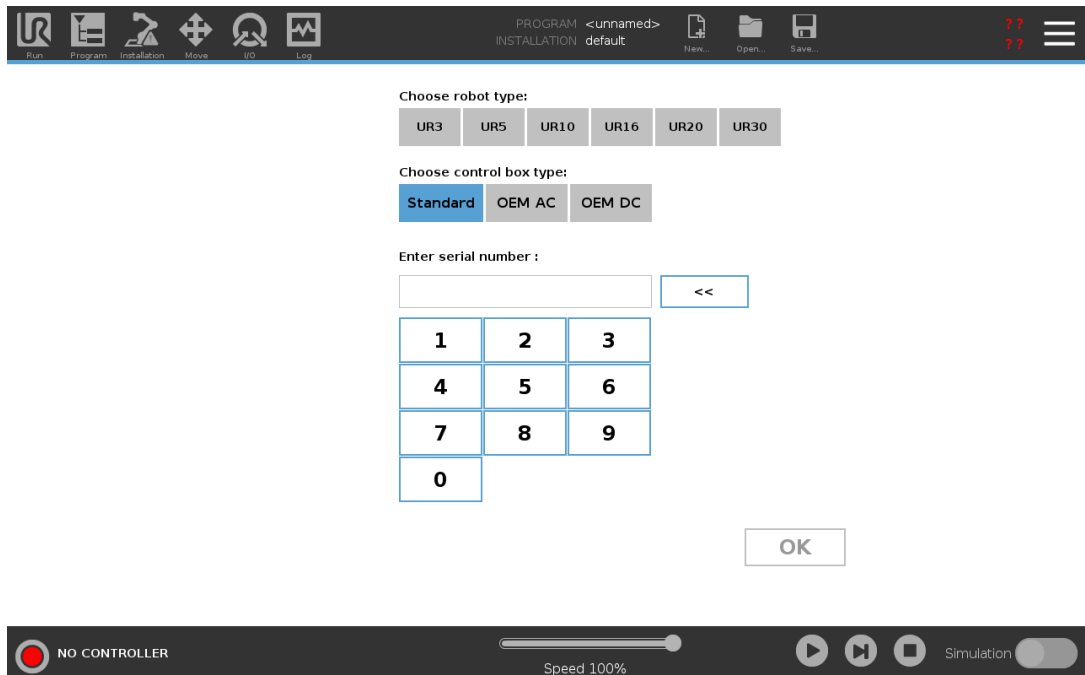 PROGRAM <unnamed>
INSTALLATION default
? ?
? ?
Run Program Installation Move I/O Log New... Open... Save...
Choose robot type:
UR3 UR5 UR10 UR16 UR20 UR30
Choose control box type:
Standard OEM AC OEM DC
Enter serial number :
<<
1 2 3
4 5 6
7 8 9
0
OK
NO CONTROLLER
Speed 100%
Simulation